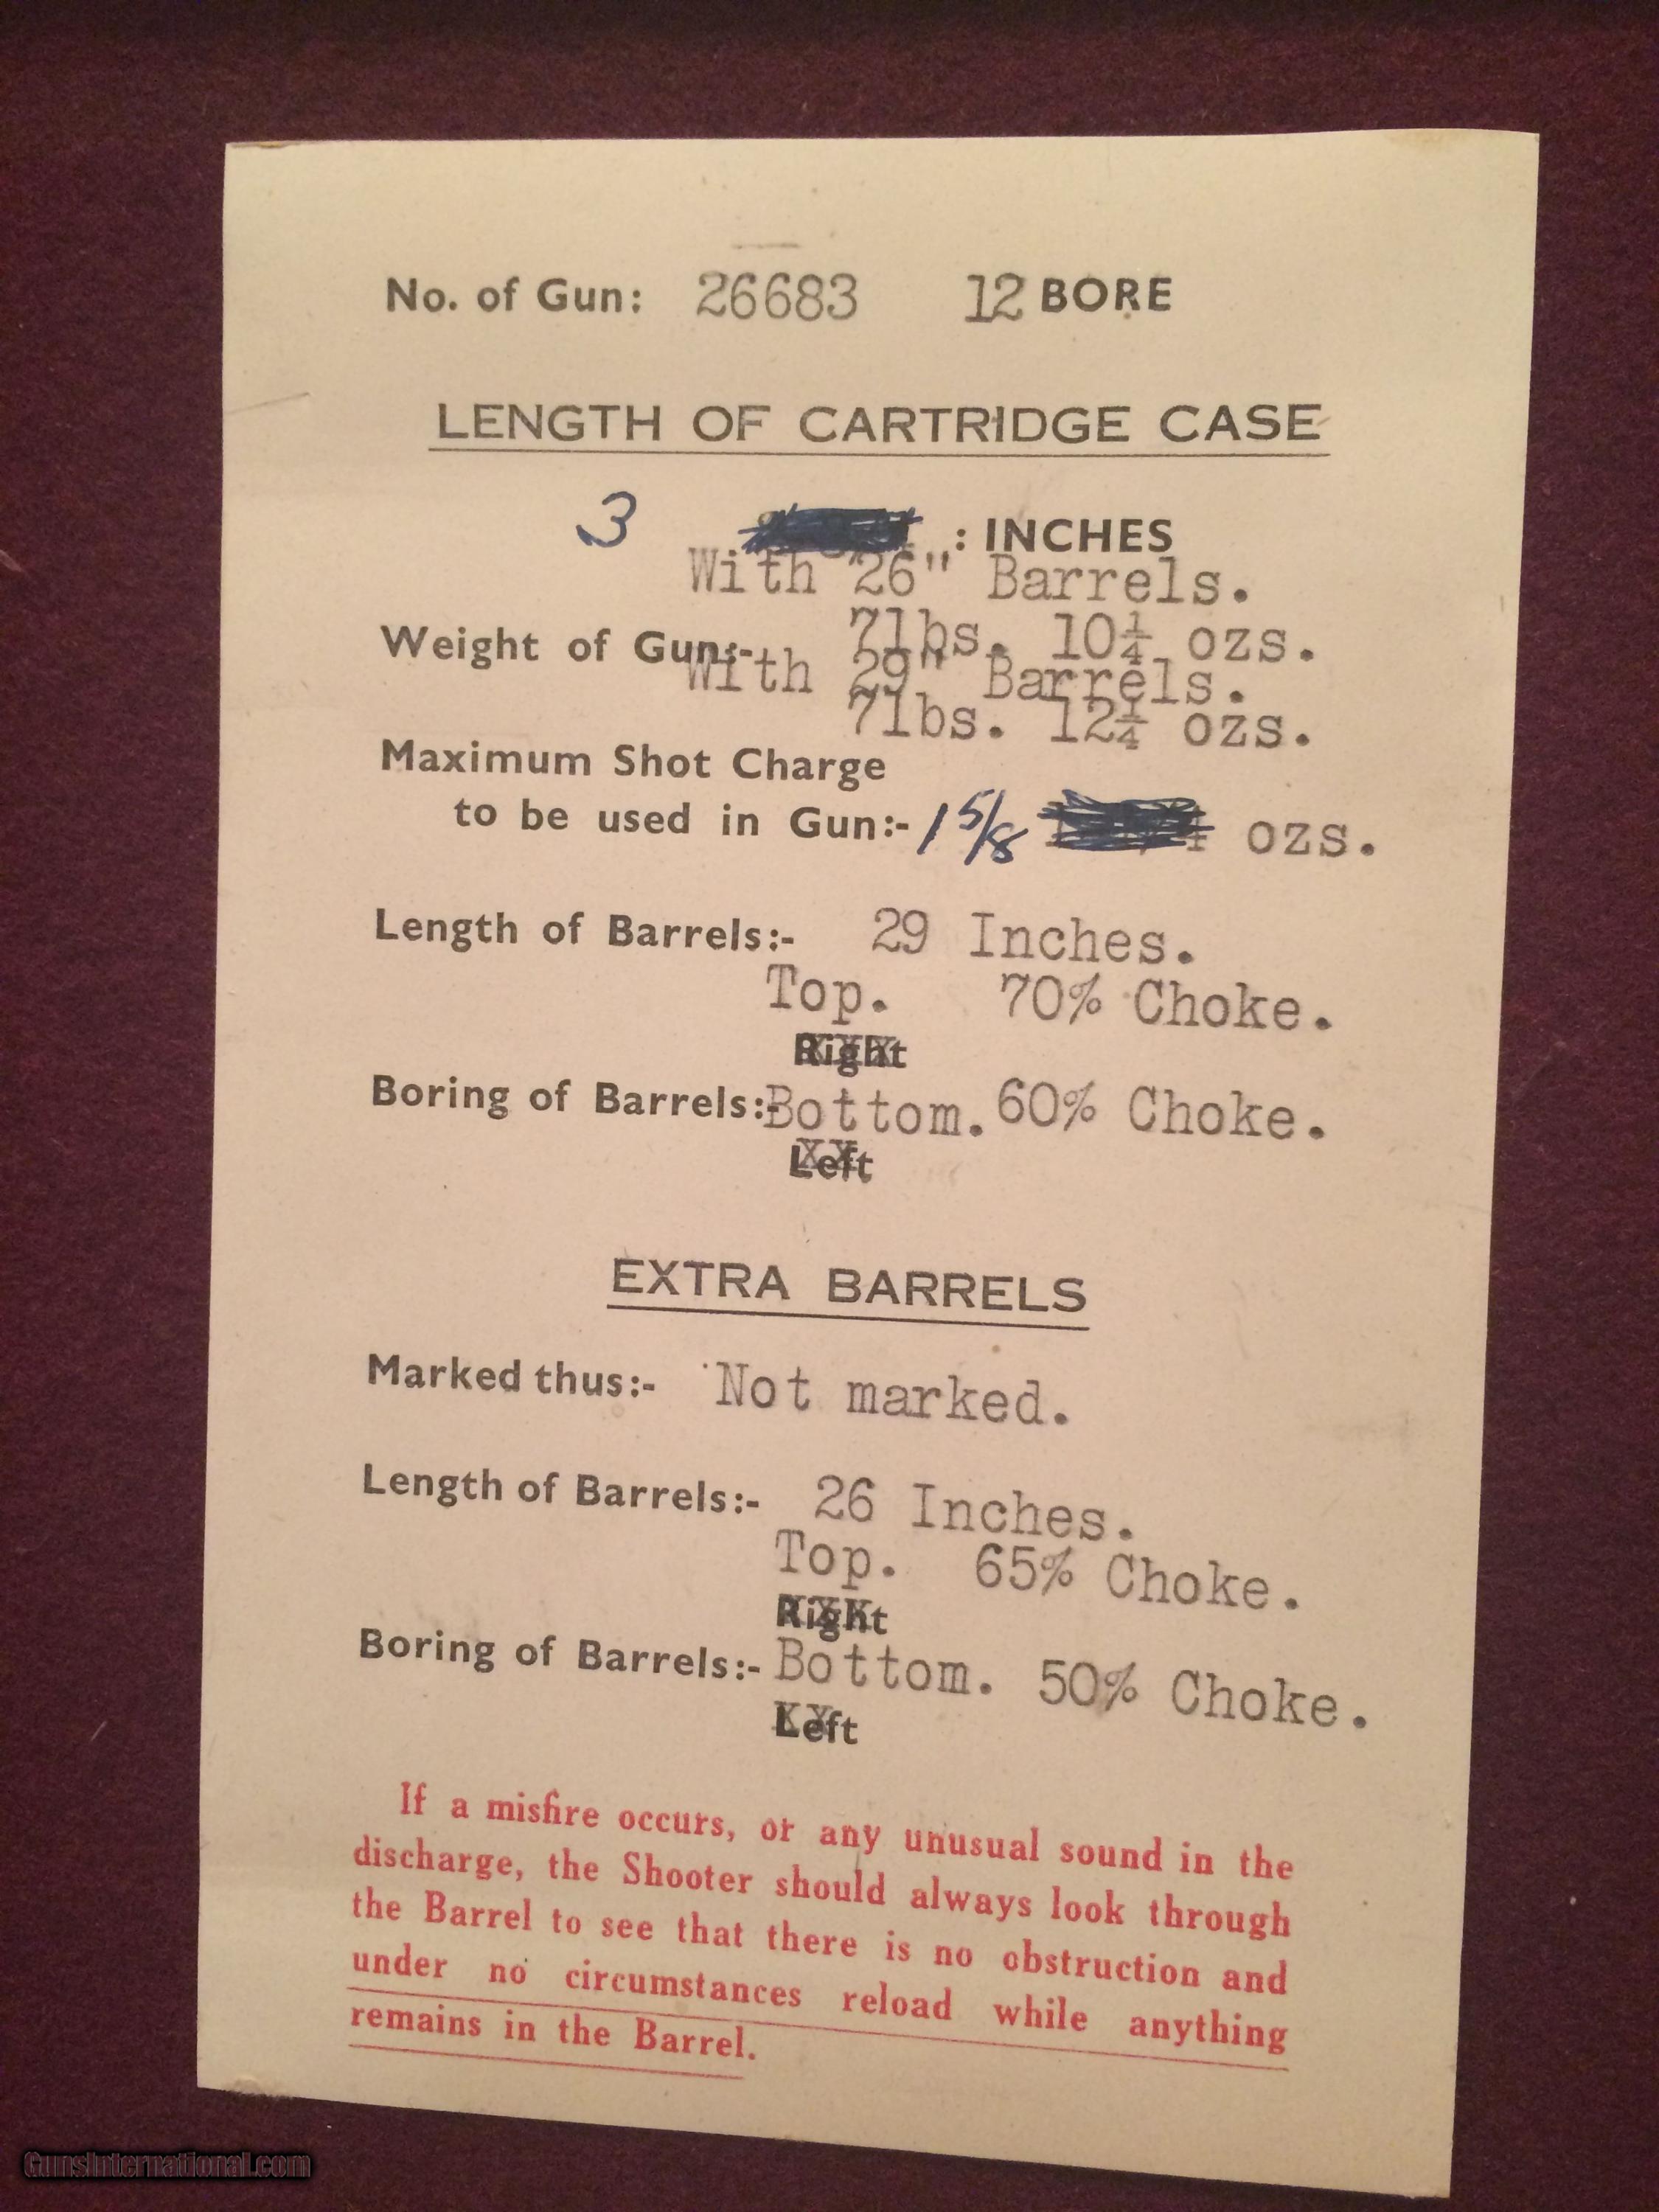 No. of Gun: 26683 12 BORE
LENGTH OF CARTRIDGE CASE
3 : INCHES
With 26" Barrels.
7lbs. 10¼ ozs.
Weight of Gun:-
With 29" Barrels.
7lbs. 12¼ ozs.
Maximum Shot Charge
to be used in Gun:- 1 5/8 ozs.
Length of Barrels:- 29 Inches.
Top. 70% Choke.
Right
Boring of Barrels:- Bottom. 60% Choke.
Left
EXTRA BARRELS
Marked thus:- Not marked.
Length of Barrels:- 26 Inches.
Top. 65% Choke.
Right
Boring of Barrels:- Bottom. 50% Choke.
Left
If a misfire occurs, or any unusual sound in the
discharge, the Shooter should always look through
the Barrel to see that there is no obstruction and
under no circumstances reload while anything
remains in the Barrel.
GunsInternational.com